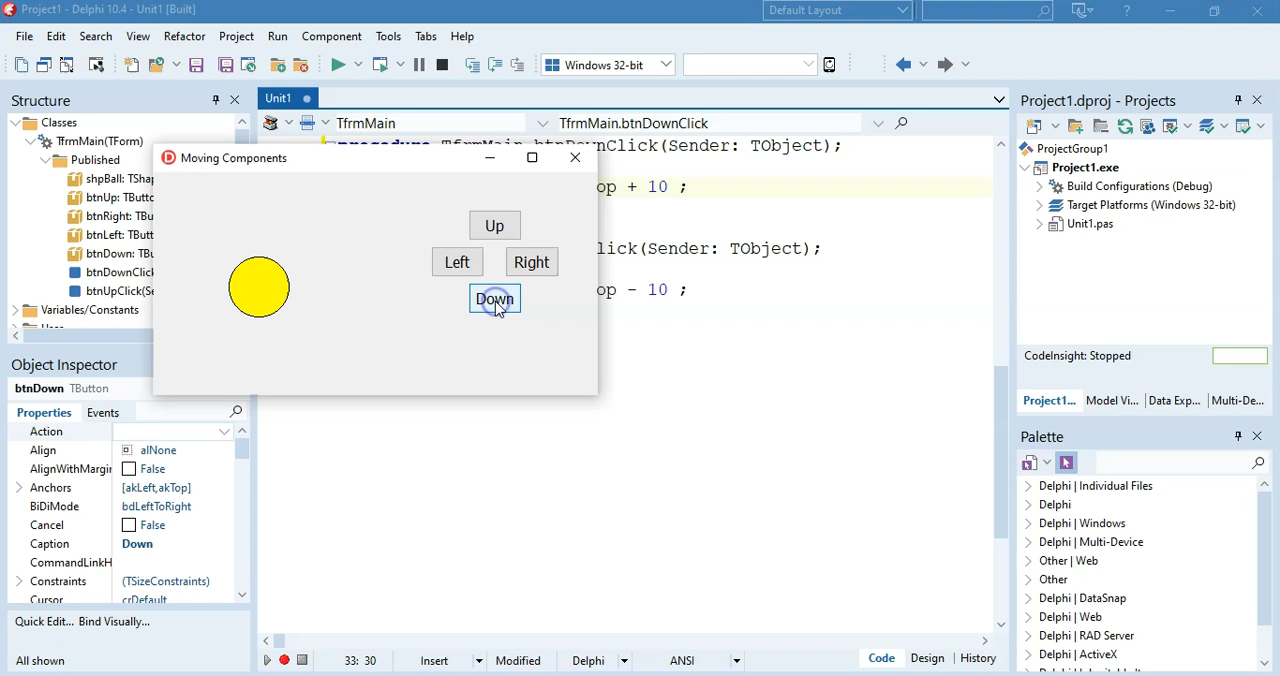 Project1 - Delphi 10.4 - Unit1 [Built]
Default Layout
File Edit Search View Refactor Project Run Component Tools Tabs Help
Windows 32-bit
Structure
Classes
TfrmMain(TForm)
Published
shpBall: TShap
btnUp: TButto
btnRight: TBu
btnLeft: TButt
btnDown: TB
btnDownClick
btnUpClick(Se
Variables/Constants
Object Inspector
btnDown TButton
Properties Events
Action
Align alNone
AlignWithMargin False
Anchors [akLeft,akTop]
BiDiMode bdLeftToRight
Cancel False
Caption Down
CommandLinkH
Constraints (TSizeConstraints)
Cursor crDefault
Quick Edit... Bind Visually...
All shown
Unit1
TfrmMain TfrmMain.btnDownClick
procedure TfrmMain.btnDownClick(Sender: TObject);
op + 10 ;
lick(Sender: TObject);
op - 10 ;
Moving Components
Up
Left Right
Down
33: 30 Insert Modified Delphi ANSI Code Design History
Project1.dproj - Projects
ProjectGroup1
Project1.exe
Build Configurations (Debug)
Target Platforms (Windows 32-bit)
Unit1.pas
CodeInsight: Stopped
Project1... Model Vi... Data Exp... Multi-De...
Palette
Delphi | Individual Files
Delphi
Delphi | Windows
Delphi | Multi-Device
Other | Web
Other
Delphi | DataSnap
Delphi | Web
Delphi | RAD Server
Delphi | ActiveX